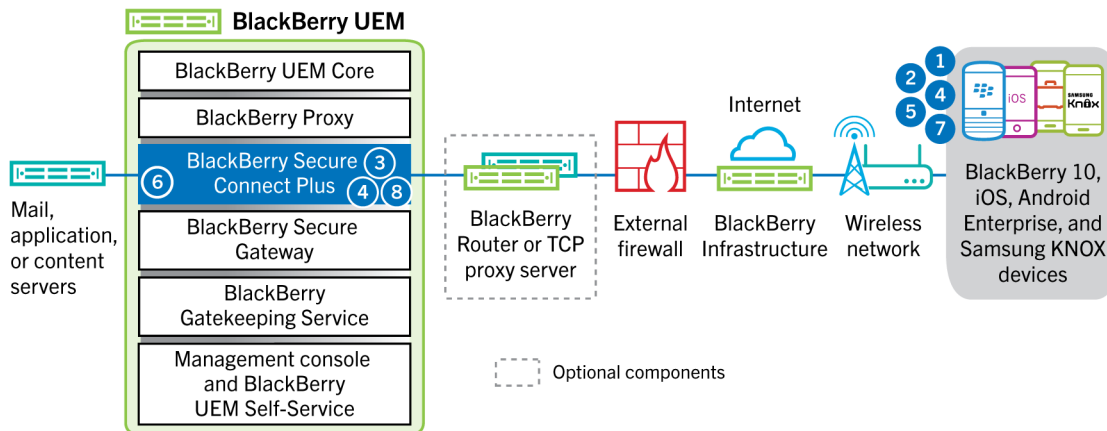 BlackBerry UEM
BlackBerry UEM Core
BlackBerry Proxy
BlackBerry Secure
Connect Plus
3
6
4
8
BlackBerry Secure
Gateway
BlackBerry
Gatekeeping Service
Management console
and BlackBerry
UEM Self-Service
Mail,
application,
or content
servers
BlackBerry
Router or TCP
proxy server
Optional components
External
firewall
Internet
BlackBerry
Infrastructure
Wireless
network
1
2
4
5
7
iOS
SAMSUNG
Knox
BlackBerry 10,
iOS, Android
Enterprise, and
Samsung KNOX
devices